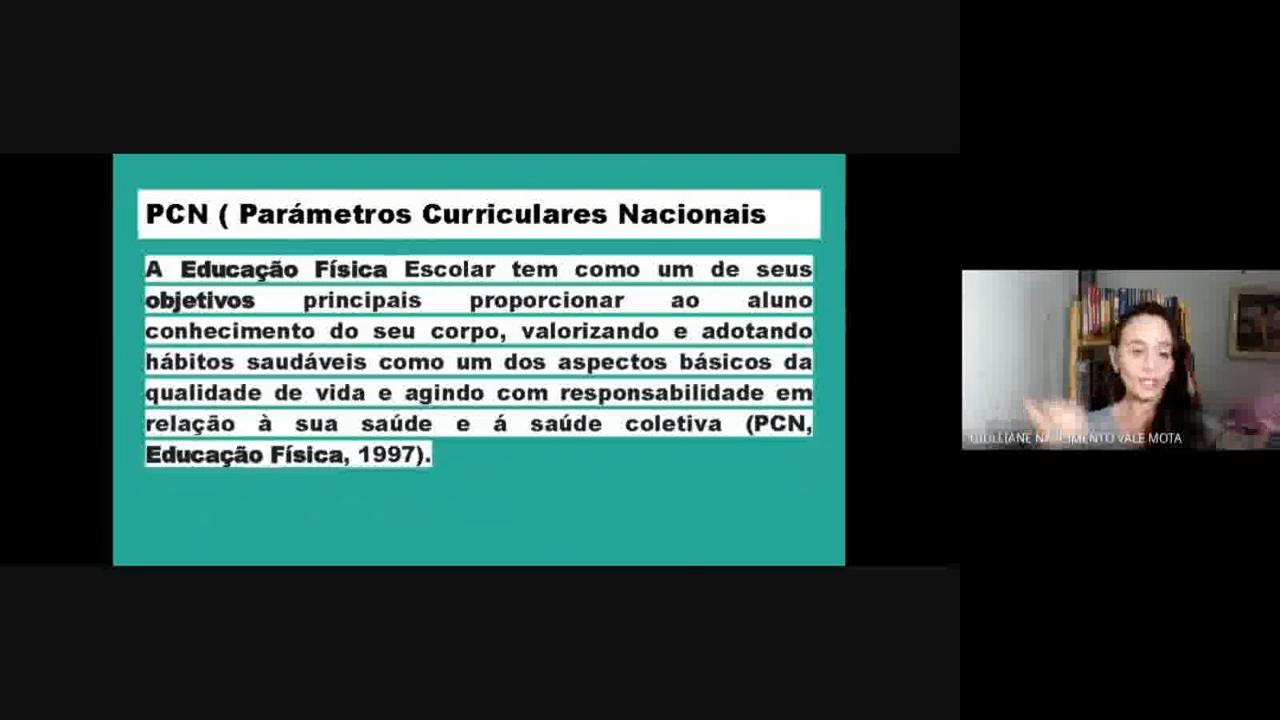 PCN ( Parámetros Curriculares Nacionais
A Educação Física Escolar tem como um de seus
objetivos principais proporcionar ao aluno
conhecimento do seu corpo, valorizando e adotando
hábitos saudáveis como um dos aspectos básicos da
qualidade de vida e agindo com responsabilidade em
relação à sua saúde e á saúde coletiva (PCN,
Educação Física, 1997).
VALE MOTA